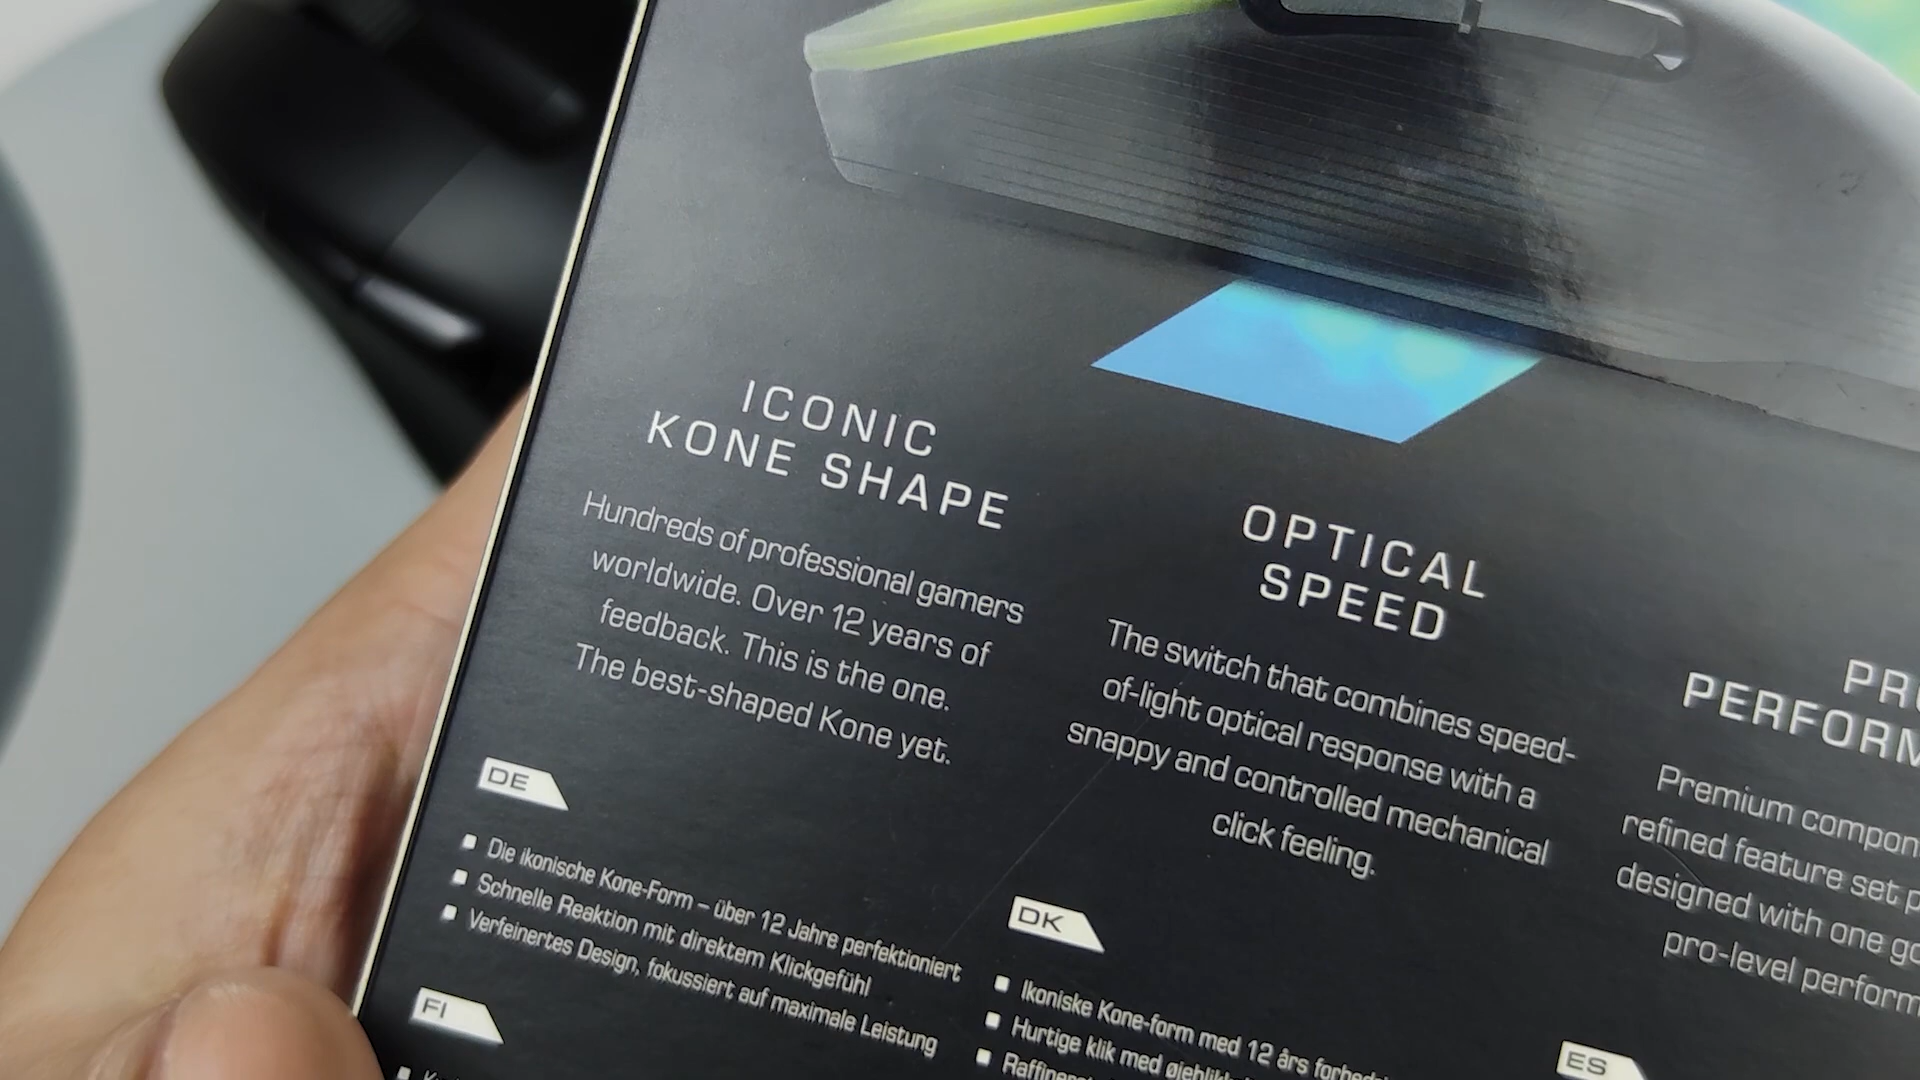 ICONIC
KONE SHAPE
Hundreds of professional gamers
worldwide. Over 12 years of
feedback. This is the one.
The best-shaped Kone yet.
OPTICAL
SPEED
The switch that combines speed-
of-light optical response with a
snappy and controlled mechanical
click feeling.
PERFORM
Premium
refined feature set
designed with one
pro-level perform
DE
Die ikonische Kone-Form – über 12 Jahre perfektioniert
Schnelle Reaktion mit direktem Klickgefühl
Verfeinertes Design, fokussiert auf maximale Leistung
DK
Ikoniske Kone-form med 12 års
Hurtige klik med
FI
ES